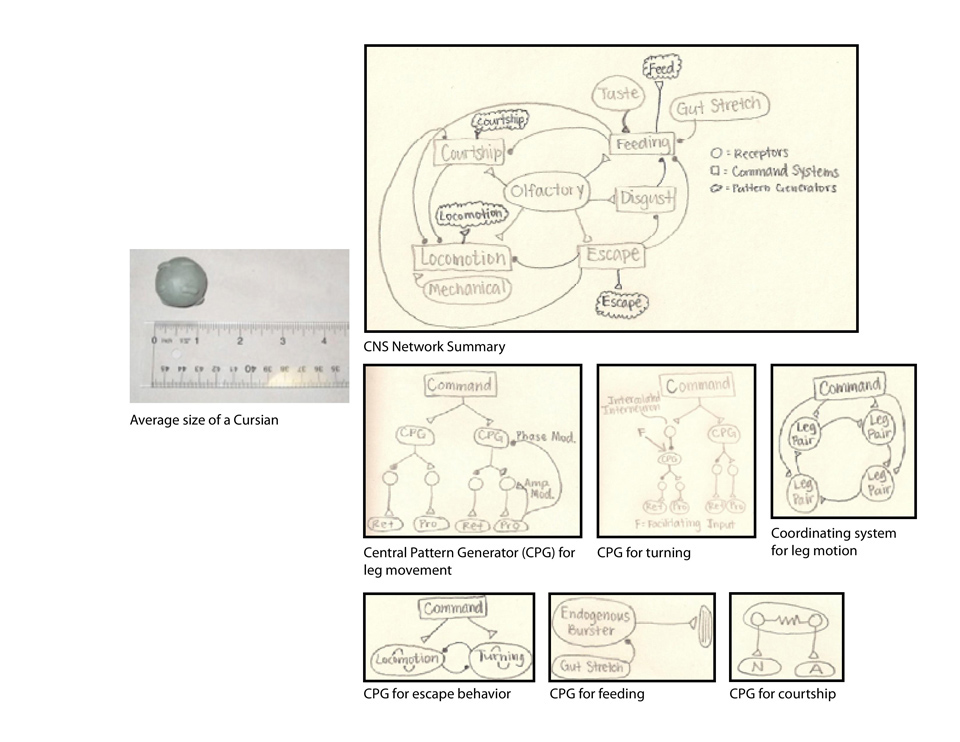 Feed
Taste
Gut Stretch
Courtship
Courtship
Feeding
O = Receptors
□ = Command Systems
= Pattern Generators
Olfactory
Disgust
Locomotion
Locomotion
Escape
Mechanical
Escape
CNS Network Summary
0 inch 1 2 3 4
Average size of a Cursian
Command
CPG
CPG
Phase Mod.
Amp
Mod.
Ret
Pro
Ret
Pro
Central Pattern Generator (CPG) for
leg movement
Command
Interneuron
F
CPG
CPG
Ret
Pro
Ret
Pro
F=Facilitating Input
CPG for turning
Command
Leg
Pair
Leg
Pair
Leg
Pair
Leg
Pair
Coordinating system
for leg motion
Command
Locomotion
Turning
CPG for escape behavior
Endogenous
Burster
Gut Stretch
CPG for feeding
N
A
CPG for courtship